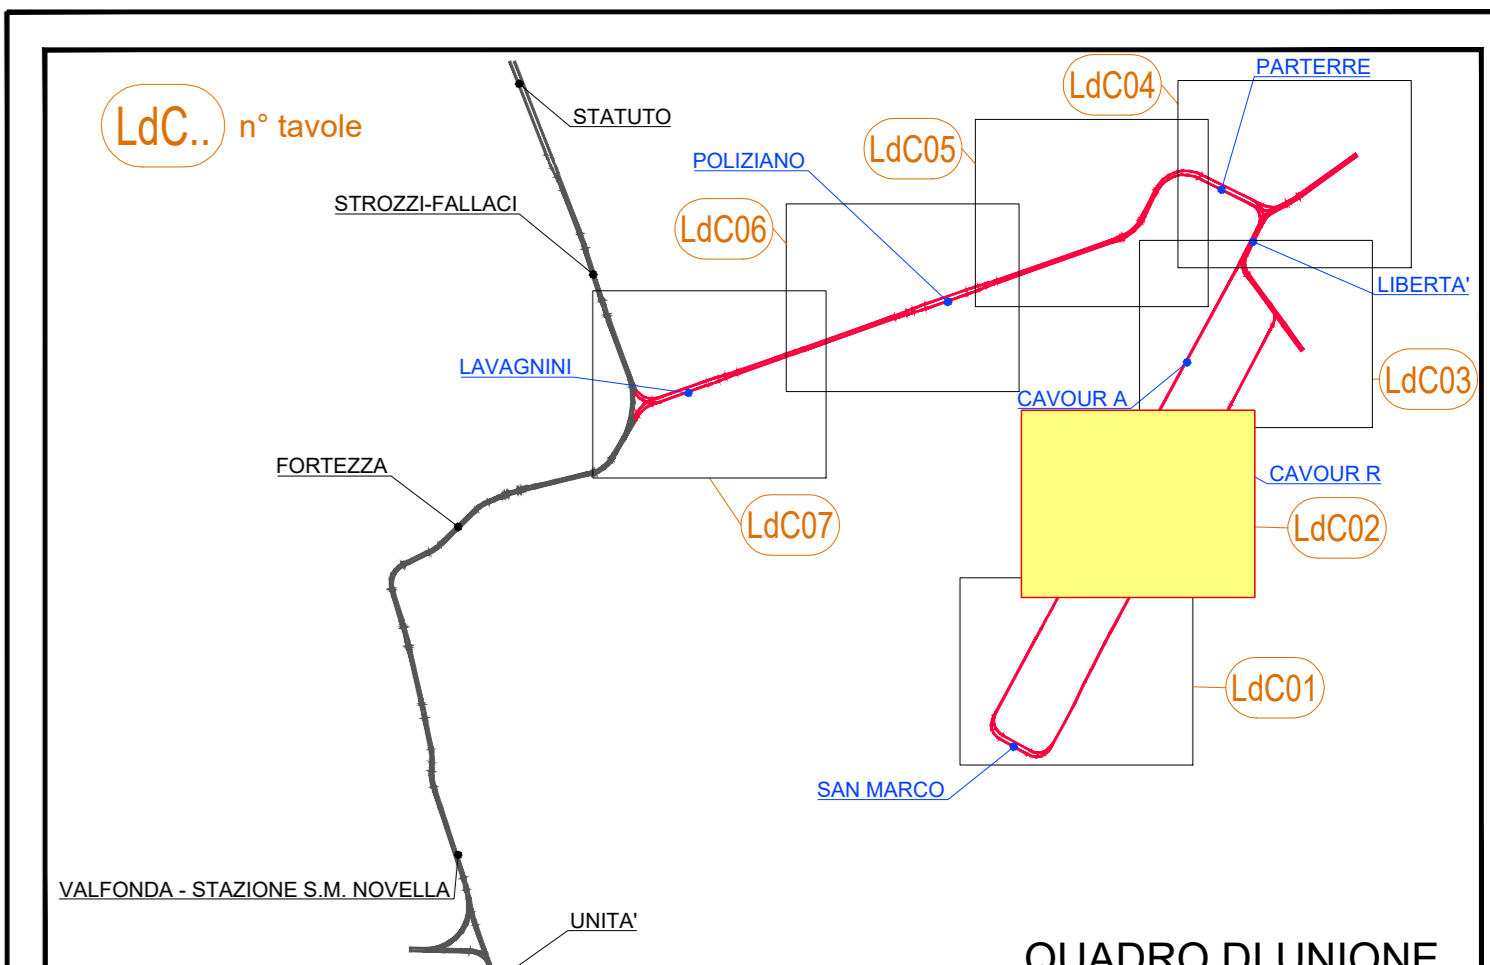 PARTERRE
LdC04
STATUTO
LdC.. n° tavole
LdC05
POLIZIANO
STROZZI-FALLACI
LdC06
LIBERTA'
LAVAGNINI
LdC03
CAVOUR A
FORTEZZA
CAVOUR R
LdC07
LdC02
LdC01
SAN MARCO
VALFONDA - STAZIONE S.M. NOVELLA
UNITA'
QUADRO DI UNIONE